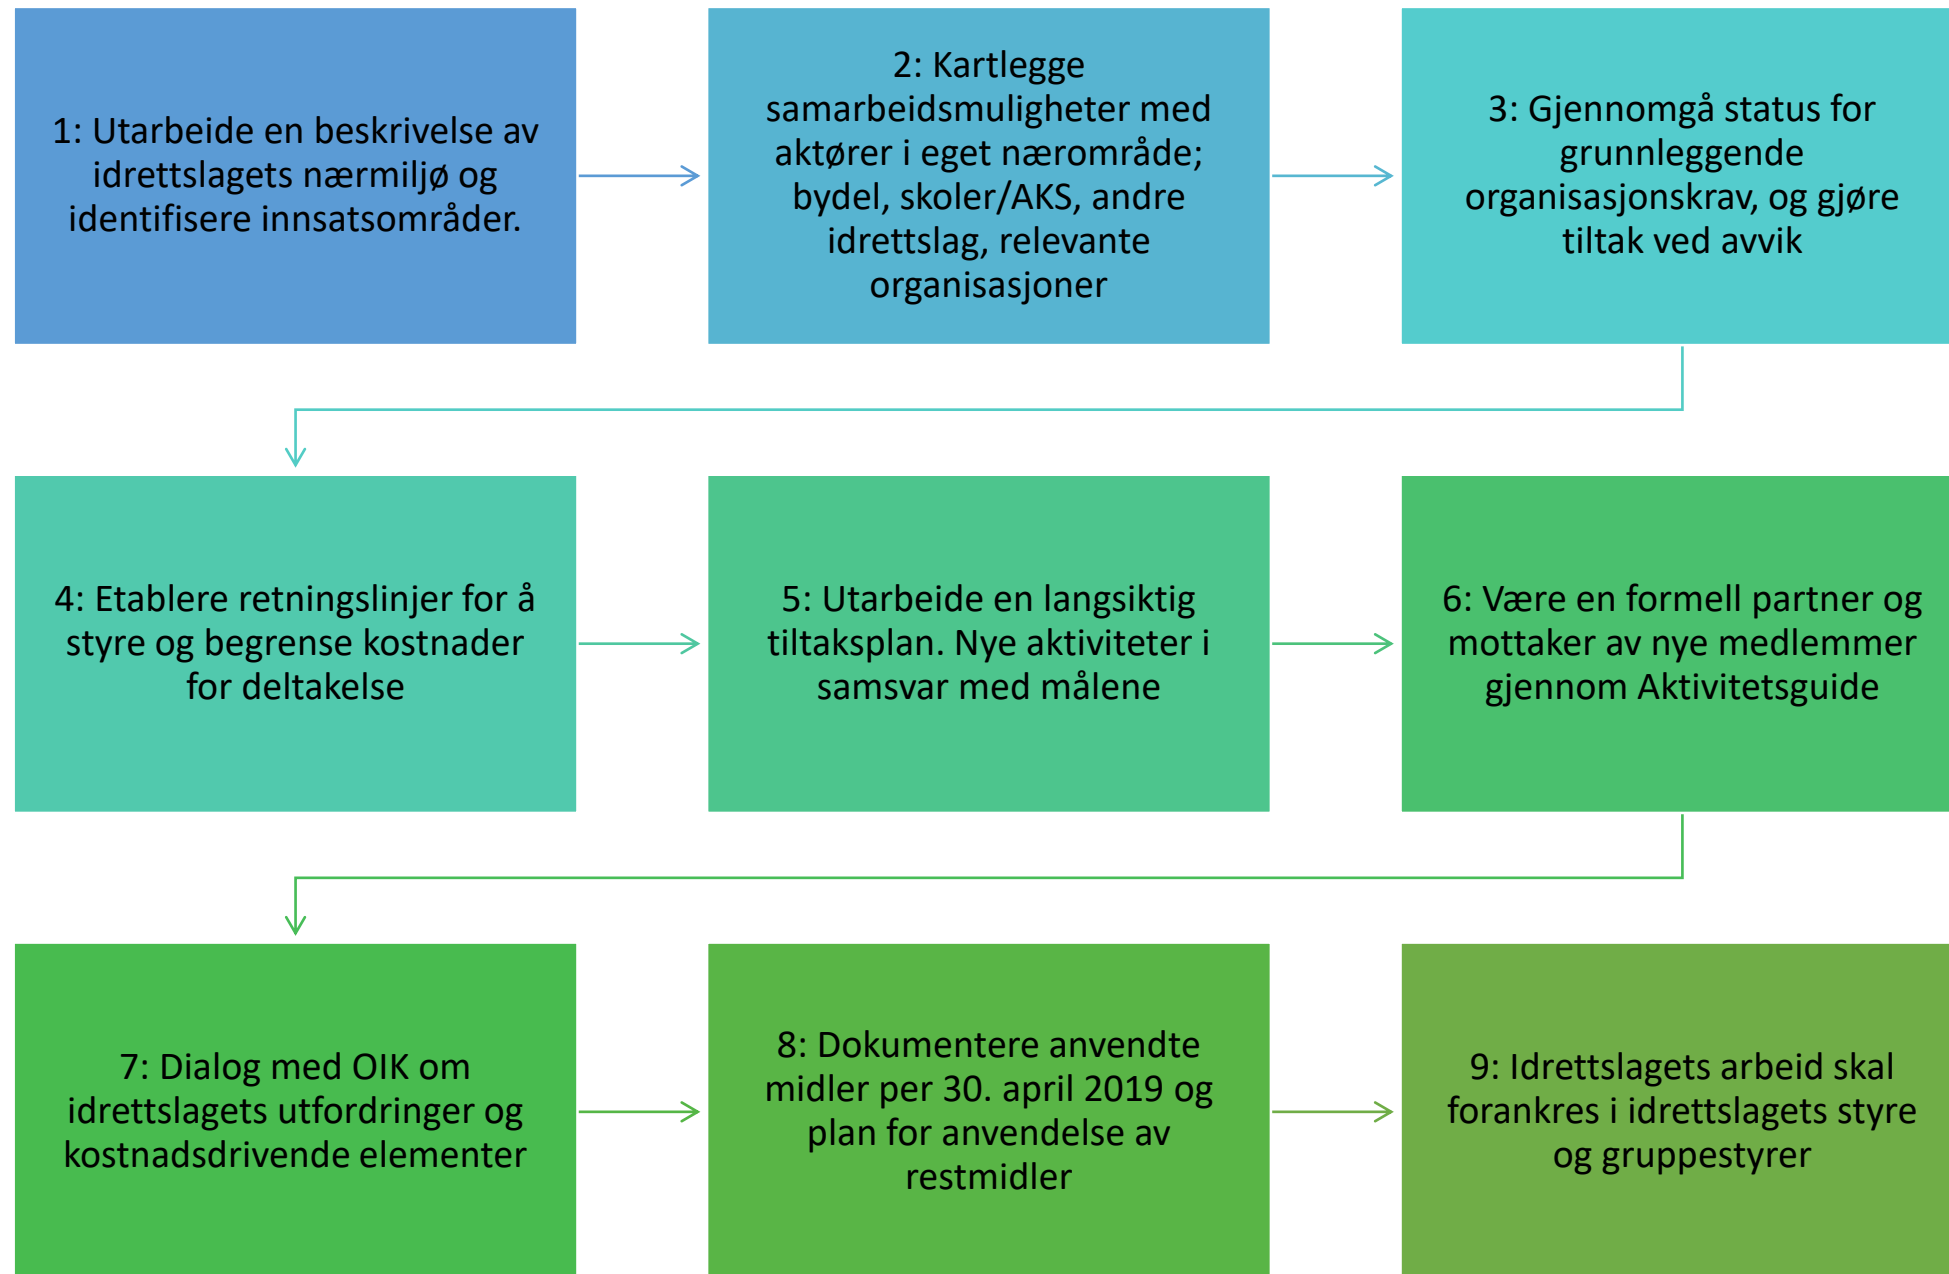 1: Utarbeide en beskrivelse av
idrettslagets nærmiljø og
identifisere innsatsområder.
2: Kartlegge
samarbeidsmuligheter med
aktører i eget nærområde;
bydel, skoler/AKS, andre
idrettslag, relevante
organisasjoner
3: Gjennomgå status for
grunnleggende
organisasjonskrav, og gjøre
tiltak ved avvik
4: Etablere retningslinjer for å
styre og begrense kostnader
for deltakelse
5: Utarbeide en langsiktig
tiltaksplan. Nye aktiviteter i
samsvar med målene
6: Være en formell partner og
mottaker av nye medlemmer
gjennom Aktivitetsguide
7: Dialog med OIK om
idrettslagets utfordringer og
kostnadsdrivende elementer
8: Dokumentere anvendte
midler per 30. april 2019 og
plan for anvendelse av
restmidler
9: Idrettslagets arbeid skal
forankres i idrettslagets styre
og gruppestyrer